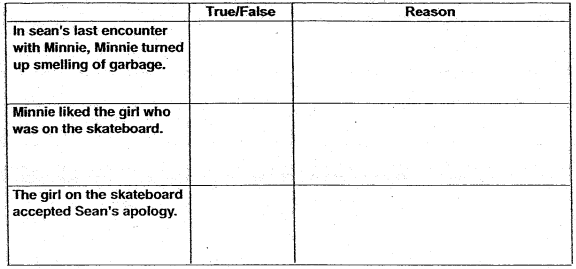 True/False Reason
In sean's last encounter
with Minnie, Minnie turned
up smelling of garbage.
Minnie liked the girl who
was on the skateboard.
The girl on the skateboard
accepted Sean's apology.